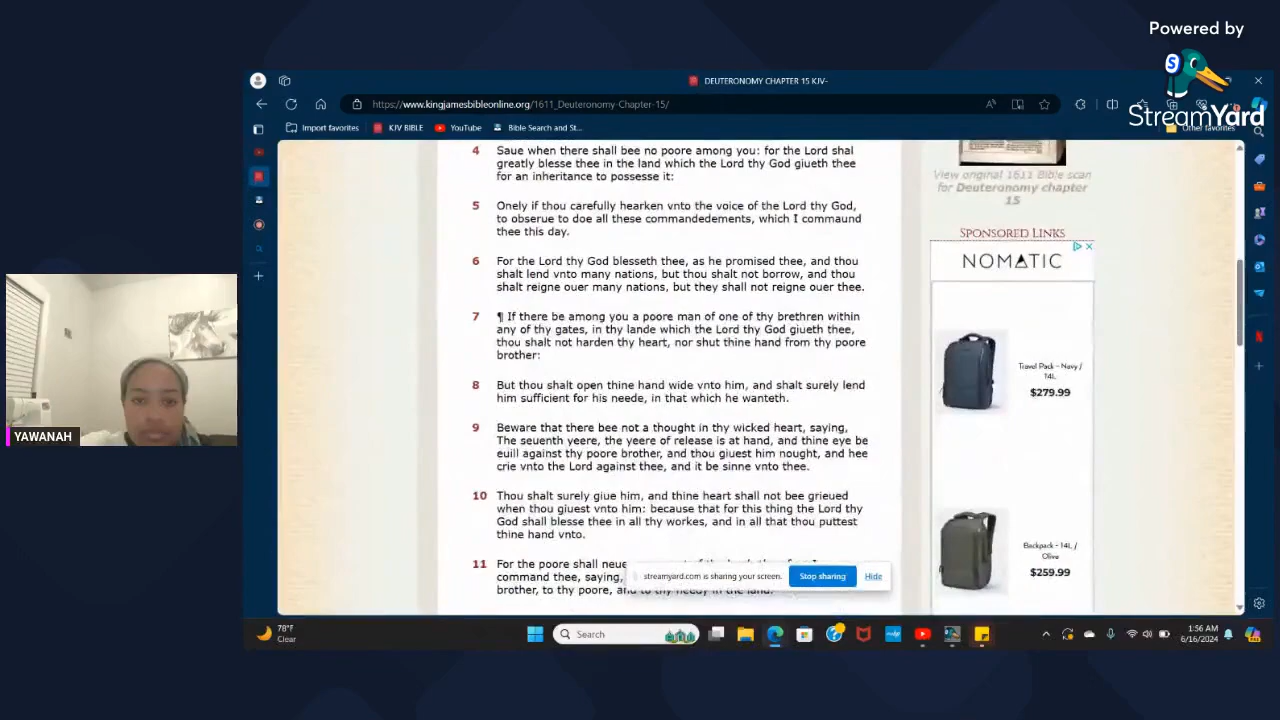 Powered by
StreamYard
DEUTERONOMY CHAPTER 15 KJV-
https://www.kingjamesbibleonline.org/1611_Deuteronomy-Chapter-15/
Import favorites
KJV BIBLE
YouTube
Bible Search and St...
Other favorites
4 Saue when there shall bee no poore among you: for the Lord shal
greatly blesse thee in the land which the Lord thy God giueth thee
for an inheritance to possesse it:
5 Onely if thou carefully hearken vnto the voice of the Lord thy God,
to obserue to doe all these commandedements, which I commaund
thee this day.
6 For the Lord thy God blesseth thee, as he promised thee, and thou
shalt lend vnto many nations, but thou shalt not borrow, and thou
shalt reigne ouer many nations, but they shall not reigne ouer thee.
7 ¶ If there be among you a poore man of one of thy brethren within
any of thy gates, in thy lande which the Lord thy God giueth thee,
thou shalt not harden thy heart, nor shut thine hand from thy poore
brother:
8 But thou shalt open thine hand wide vnto him, and shalt surely lend
him sufficient for his neede, in that which he wanteth.
9 Beware that there bee not a thought in thy wicked heart, saying,
The seuenth yeere, the yeere of release is at hand, and thine eye be
euill against thy poore brother, and thou giuest him nought, and hee
crie vnto the Lord against thee, and it be sinne vnto thee.
10 Thou shalt surely giue him, and thine heart shall not bee grieued
when thou giuest vnto him: because that for this thing the Lord thy
God shall blesse thee in all thy workes, and in all that thou puttest
thine hand vnto.
11 For the poore shall neue
command thee, saying,
brother, to thy poore, and to thy needy in the land.
View original 1611 Bible scan
for Deuteronomy chapter
15
SPONSORED LINKS
NOMATIC
Travel Pack - Navy /
14L
$279.99
Backpack - 14L /
Olive
$259.99
streamyard.com is sharing your screen.
Stop sharing
Hide
YAWANAH
78°F
Clear
Search
1:56 AM
6/16/2024